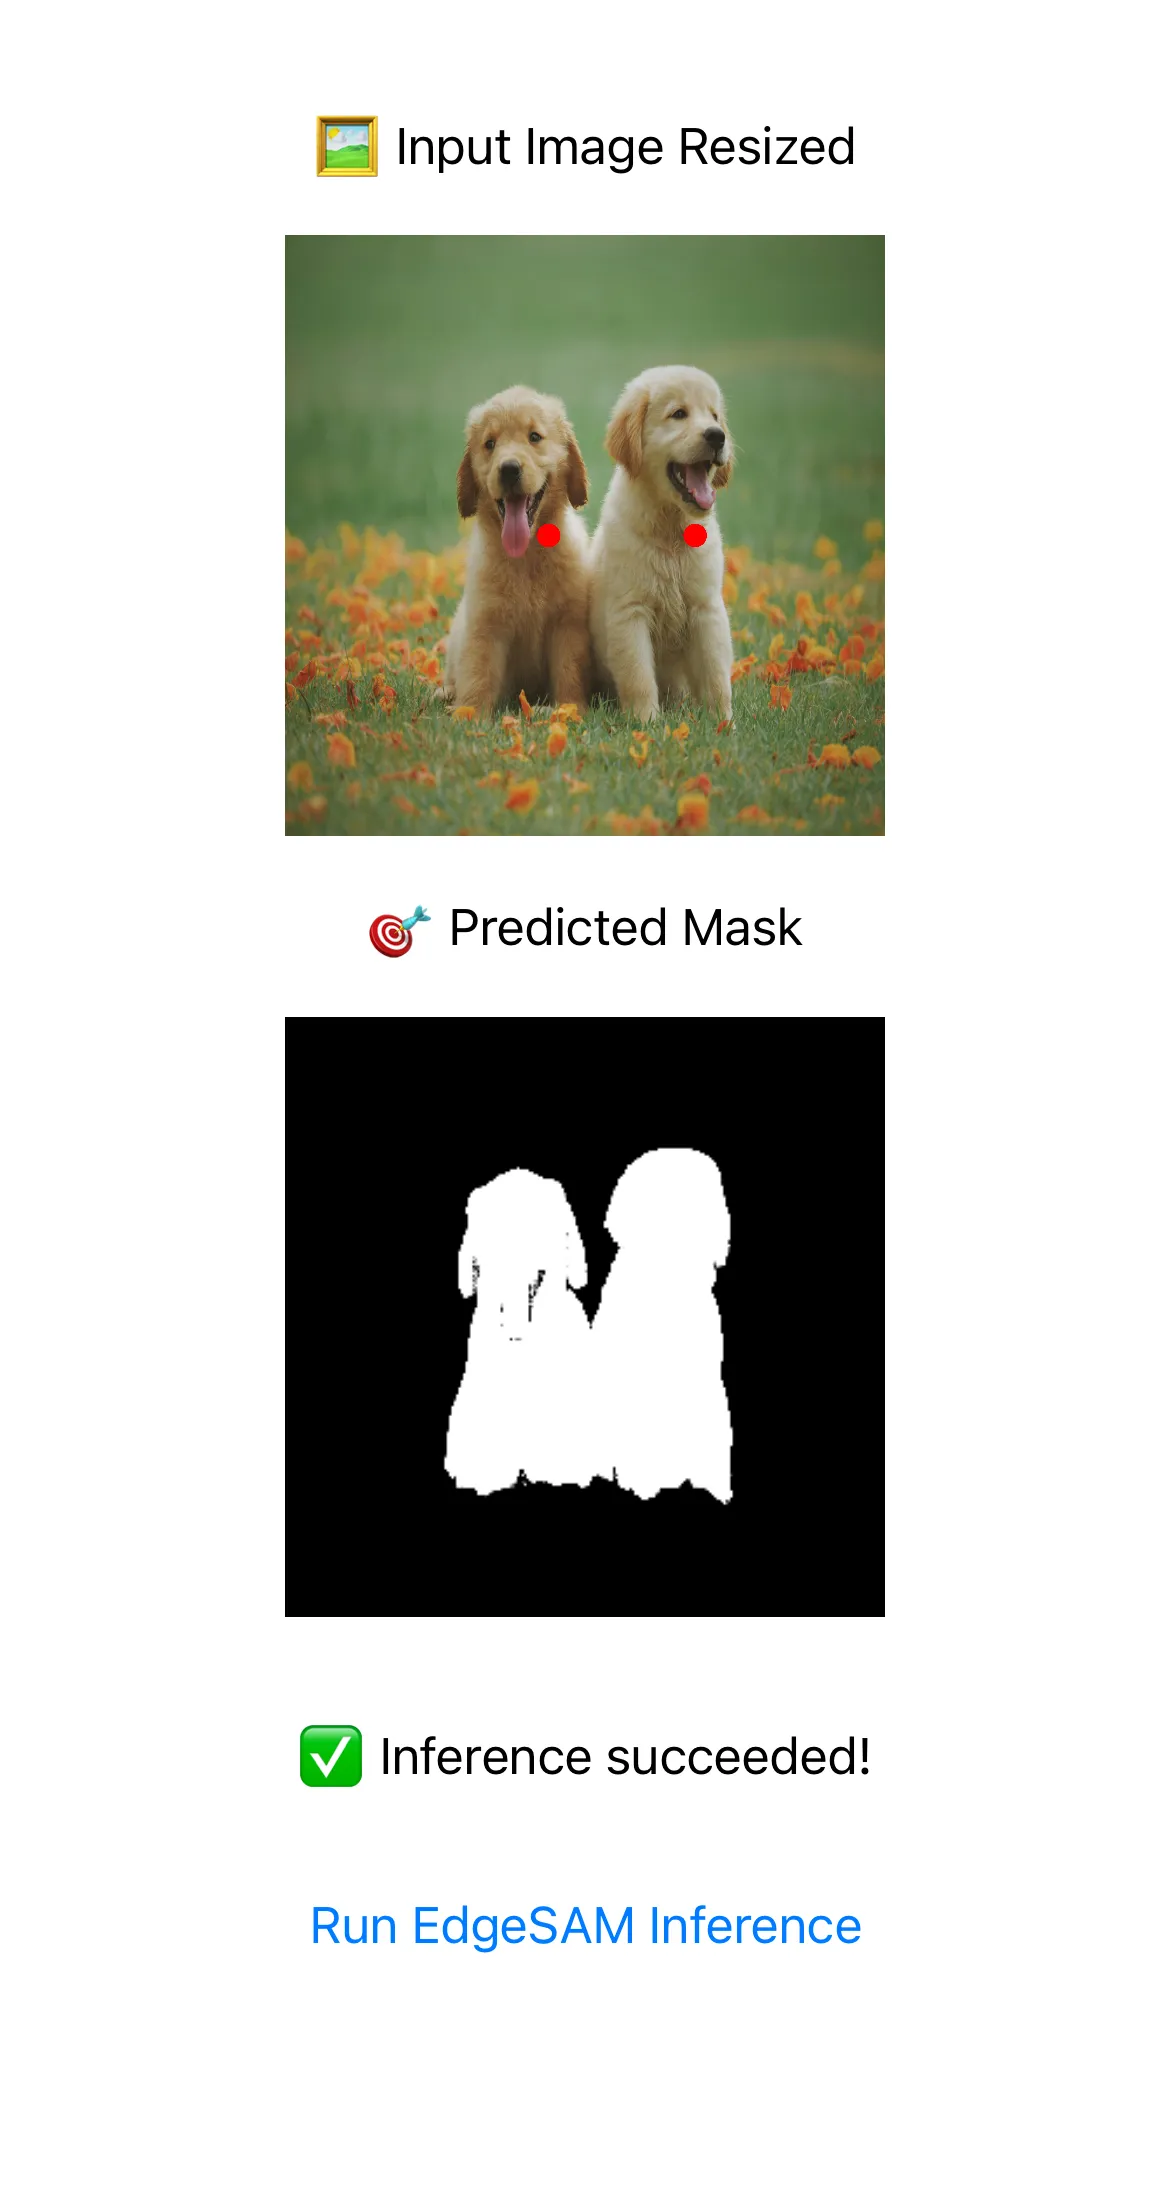 🖼️ Input Image Resized
🎯 Predicted Mask
✅ Inference succeeded!
Run EdgeSAM Inference